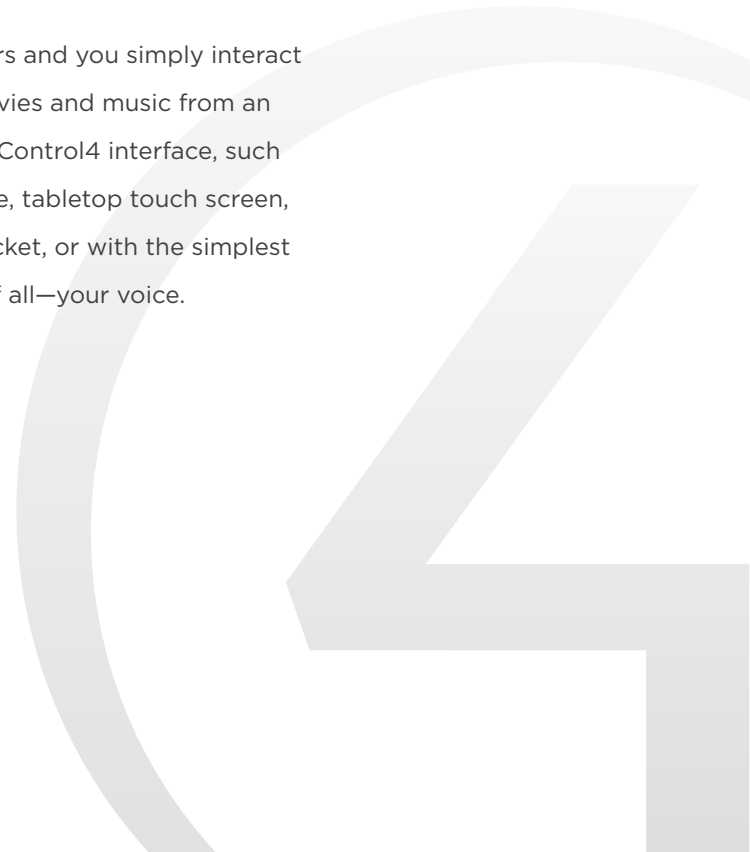 rs and you simply interact
vies and music from an
Control4 interface, such
e, tabletop touch screen,
cket, or with the simplest
f all—your voice.
4